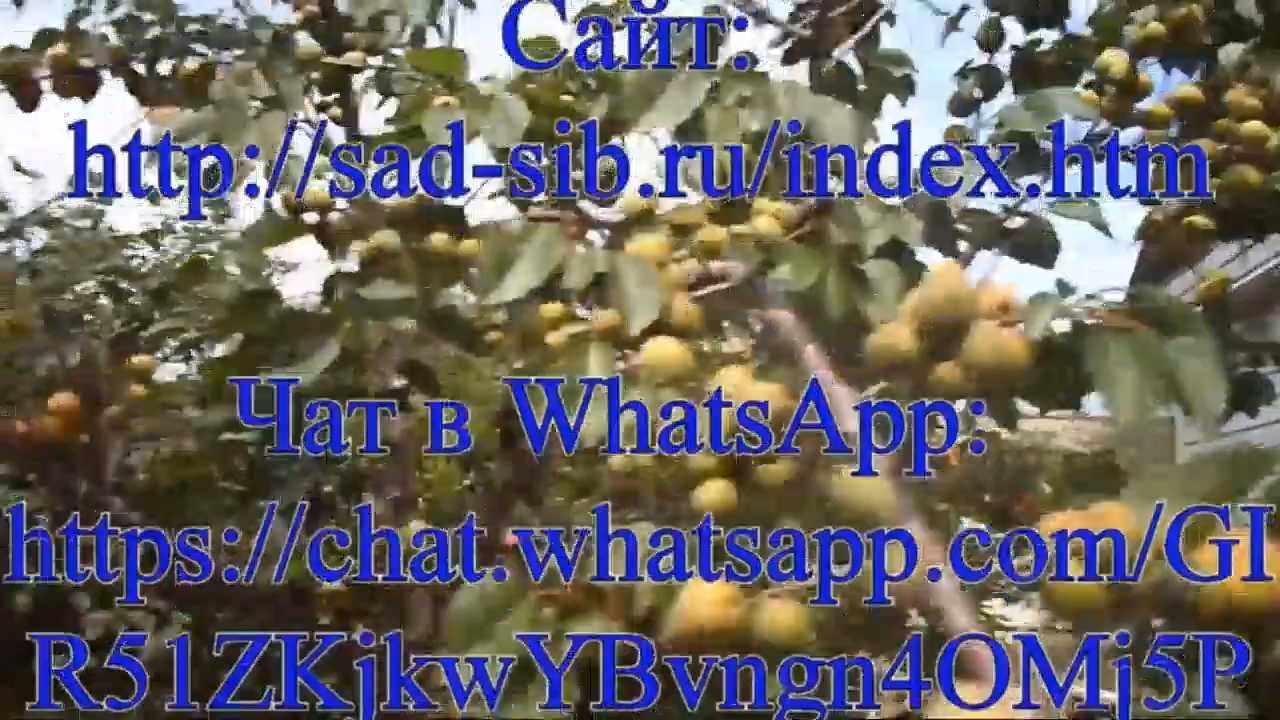 Сайт:
http://sad-sib.ru/index.htm
Чат в WhatsApp:
https://chat.whatsapp.com/GI
R51ZKjkwYBvngn4OMj5P